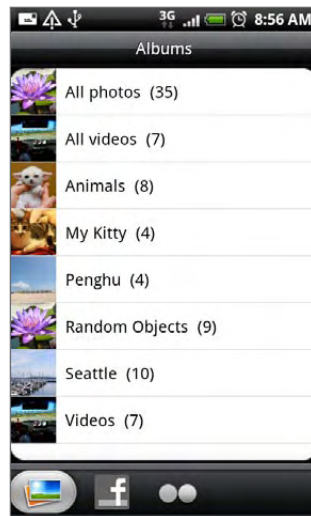 3G 8:56 AM
Albums
All photos (35)
All videos (7)
Animals (8)
My Kitty (4)
Penghu (4)
Random Objects (9)
Seattle (10)
Videos (7)
f